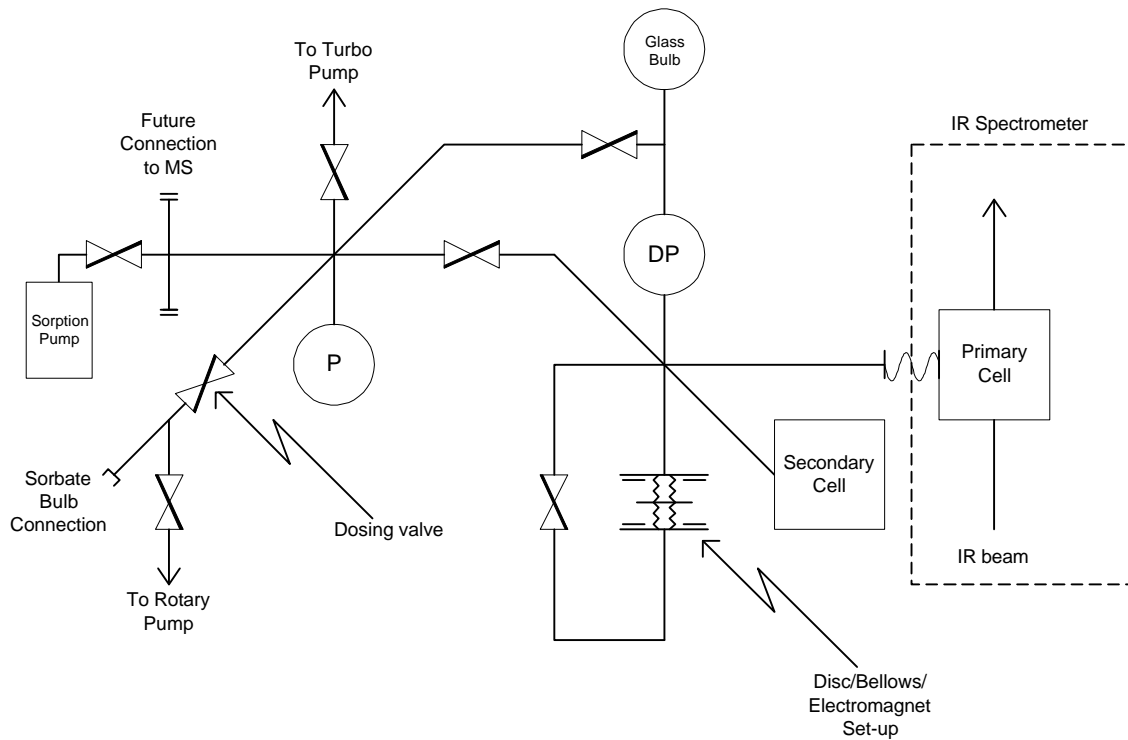 Glass
Bulb
To Turbo
Pump
Future
Connection
to MS
IR Spectrometer
DP
Sorption
Pump
P
Primary
Cell
Sorbate
Bulb
Connection
Secondary
Cell
Dosing valve
IR beam
To Rotary
Pump
Disc/Bellows/
Electromagnet
Set-up